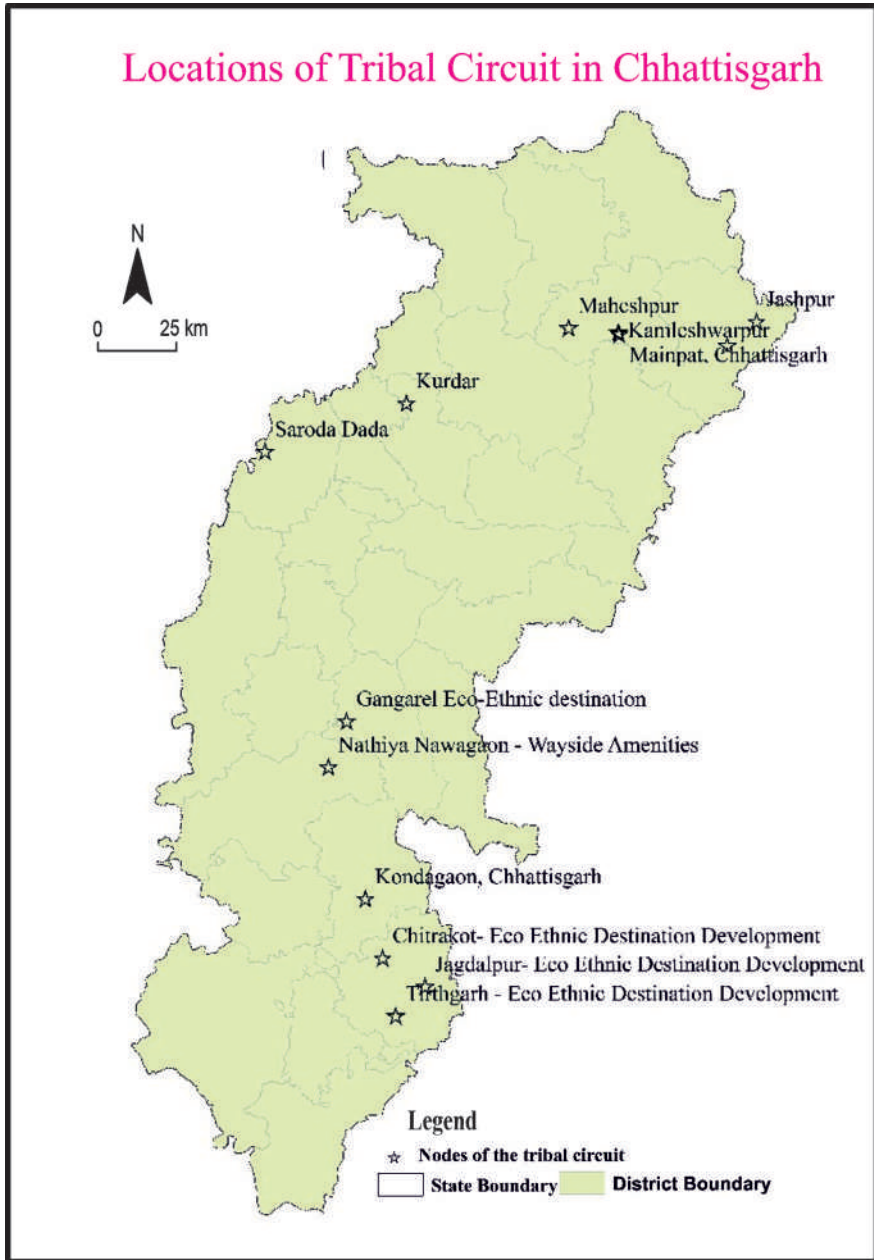 Locations of Tribal Circuit in Chhattisgarh
N
0 25 km
Jashpur
Maheshpur
Kamleshwarpur
Mainpat, Chhattisgarh
Kurdar
Saroda Dada
Gangarel Eco-Ethnic destination
Nathiya Nawagaon - Wayside Amenities
Kondagaon, Chhattisgarh
Chitrakot- Eco Ethnic Destination Development
Jagdalpur- Eco Ethnic Destination Development
Tirthgarh - Eco Ethnic Destination Development
Legend
Nodes of the tribal circuit
State Boundary District Boundary